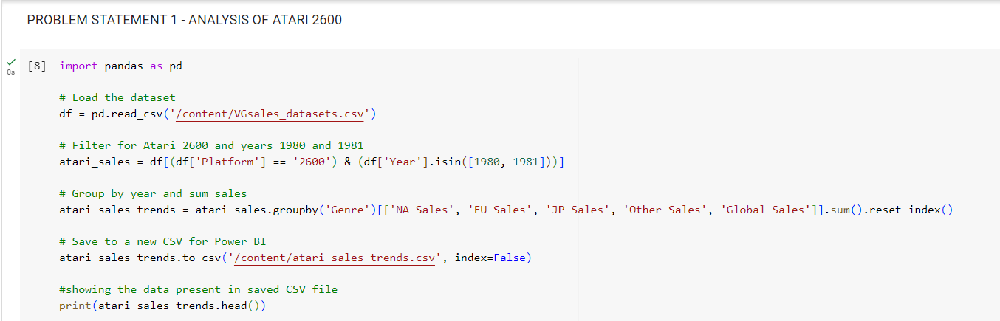 PROBLEM STATEMENT 1 - ANALYSIS OF ATARI 2600
[8] import pandas as pd
0s
# Load the dataset
df = pd.read_csv('/content/VGsales_datasets.csv')
# Filter for Atari 2600 and years 1980 and 1981
atari_sales = df[(df['Platform'] == '2600') & (df['Year'].isin([1980, 1981]))]
# Group by year and sum sales
atari_sales_trends = atari_sales.groupby('Genre')[['NA_Sales', 'EU_Sales', 'JP_Sales', 'Other_Sales', 'Global_Sales']].sum().reset_index()
# Save to a new CSV for Power BI
atari_sales_trends.to_csv('/content/atari_sales_trends.csv', index=False)
#showing the data present in saved CSV file
print(atari_sales_trends.head())